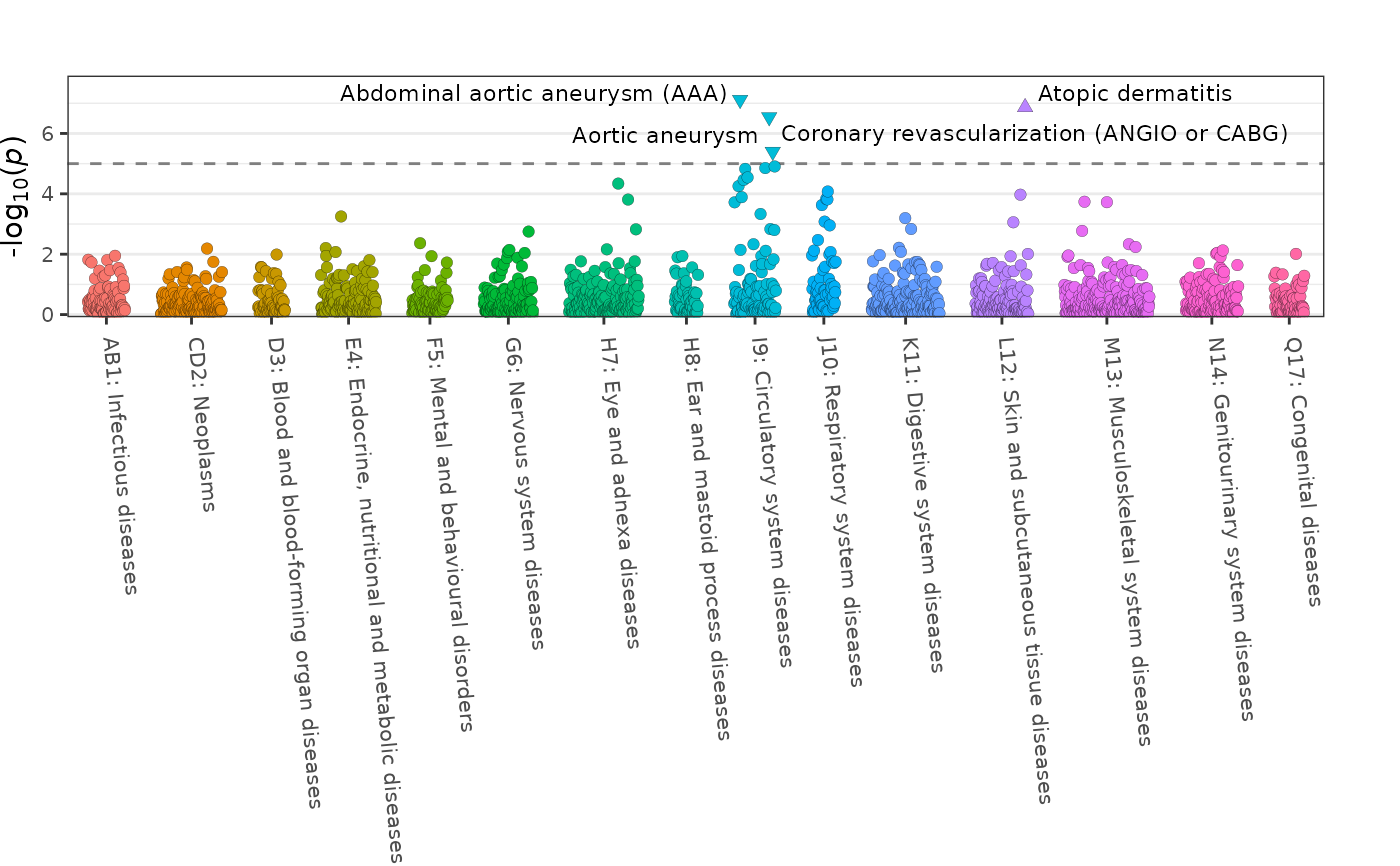 Abdominal aortic aneurysm (AAA)
Atopic dermatitis
Aortic aneurysm
Coronary revascularization (ANGIO or CABG)
-log10(p)
6
4
2
0
AB1: Infectious diseases
CD2: Neoplasms
D3: Blood and blood-forming organ diseases
E4: Endocrine, nutritional and metabolic diseases
F5: Mental and behavioural disorders
G6: Nervous system diseases
H7: Eye and adnexa diseases
H8: Ear and mastoid process diseases
I9: Circulatory system diseases
J10: Respiratory system diseases
K11: Digestive system diseases
L12: Skin and subcutaneous tissue diseases
M13: Musculoskeletal system diseases
N14: Genitourinary system diseases
Q17: Congenital diseases